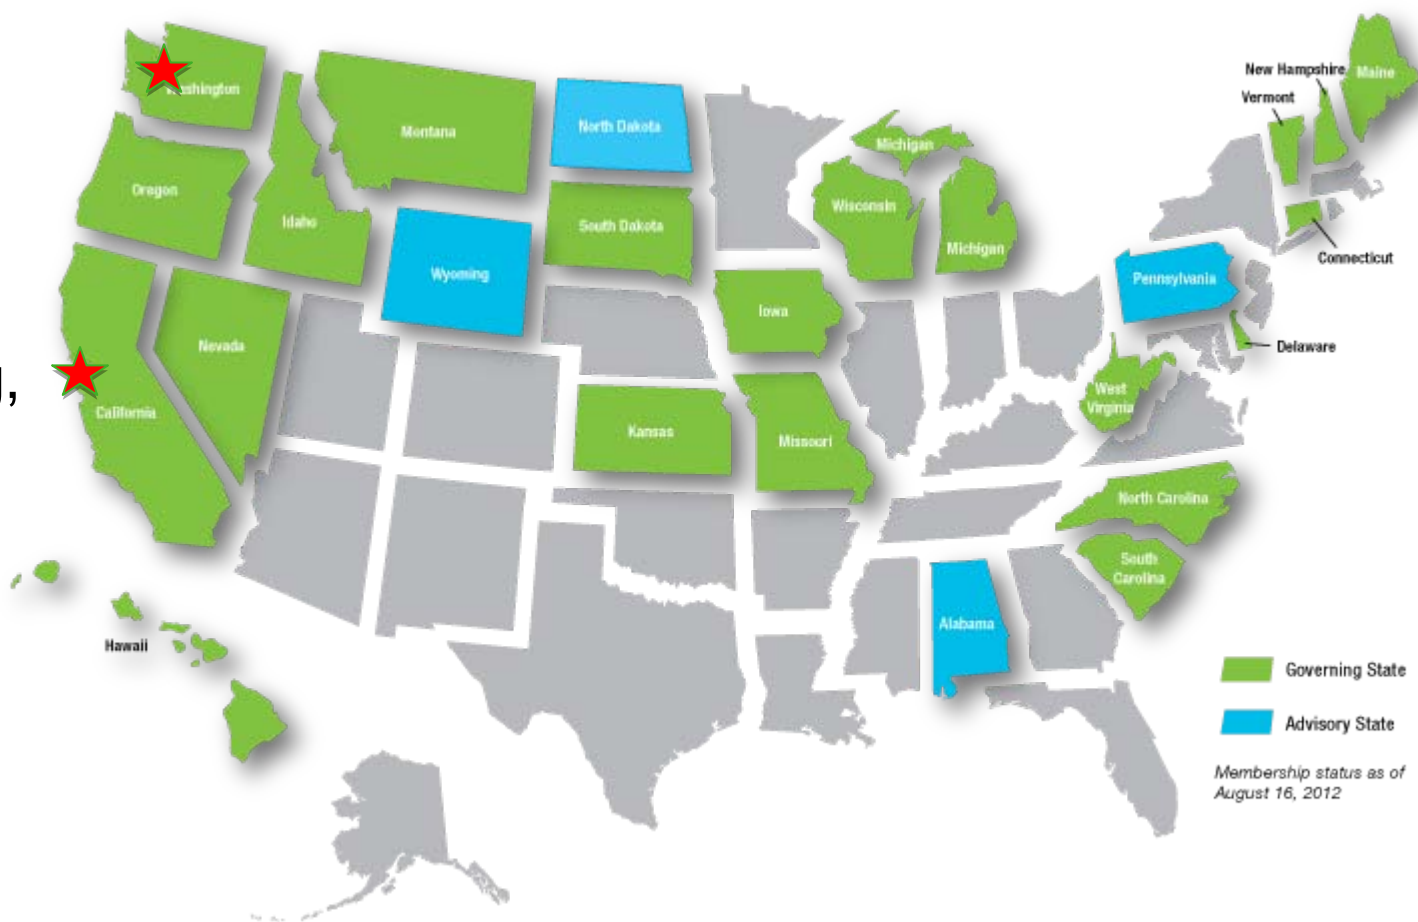 New Hampshire
Maine
Vermont
Washington
Montana
North Dakota
Michigan
Oregon
Idaho
South Dakota
Wisconsin
Michigan
Connecticut
Wyoming
Pennsylvania
Iowa
Nevada
Delaware
,
California
Kansas
Missouri
West
Virginia
North Carolina
South
Carolina
Alabama
Hawaii
Governing State
Advisory State
Membership status as of
August 16, 2012